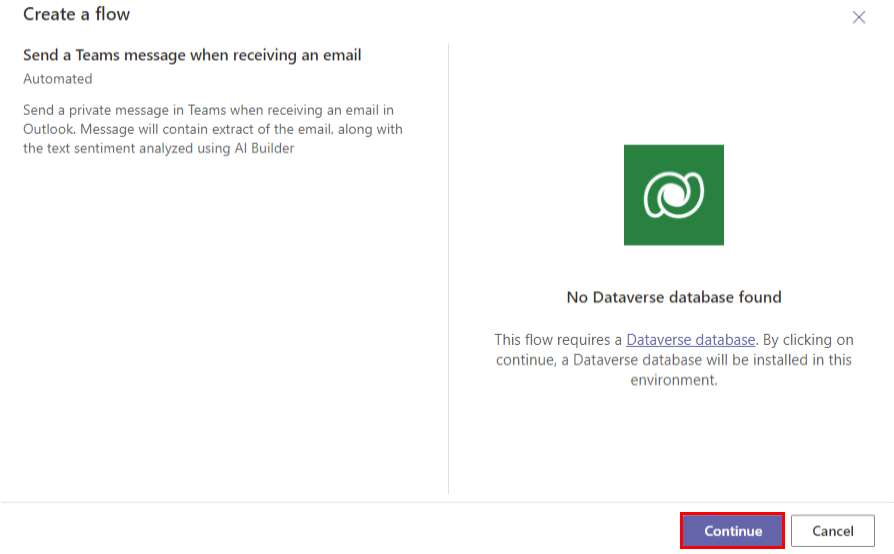 Create a flow
Send a Teams message when receiving an email
Automated
Send a private message in Teams when receiving an email in
Outlook. Message will contain extract of the email, along with
the text sentiment analyzed using AI Builder
No Dataverse database found
This flow requires a Dataverse database. By clicking on
continue, a Dataverse database will be installed in this
environment.
Continue
Cancel